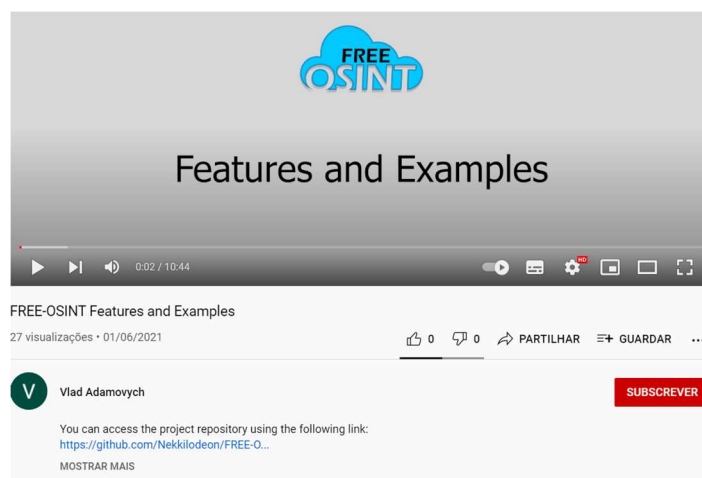 FREE
OSINT
Features and Examples
0:02 / 10:44
HD
FREE-OSINT Features and Examples
27 visualizações • 01/06/2021
0
0
PARTILHAR
GUARDAR
...
V
Vlad Adamovych
SUBSCREVER
You can access the project repository using the following link:
https://github.com/Nekkilodeon/FREE-O...
MOSTRAR MAIS